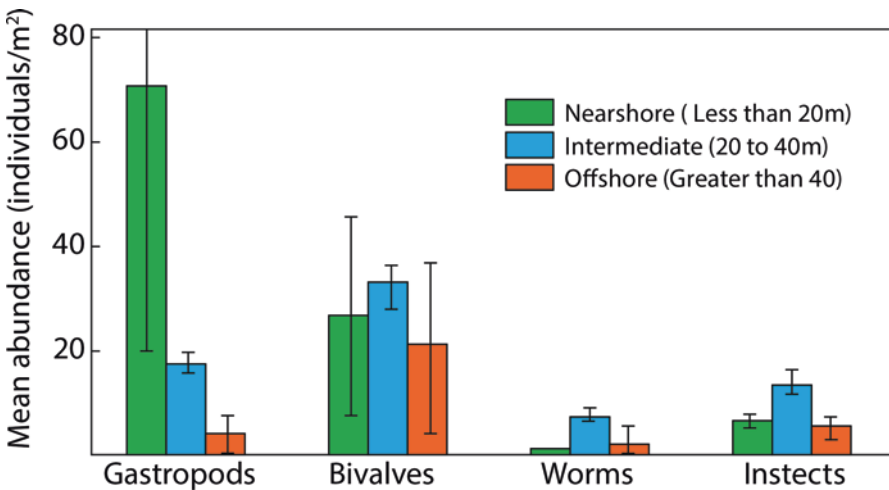 Mean abundance (individuals/m²)
80
60
40
20
Nearshore ( Less than 20m)
Intermediate (20 to 40m)
Offshore (Greater than 40)
Gastropods Bivalves Worms Instects